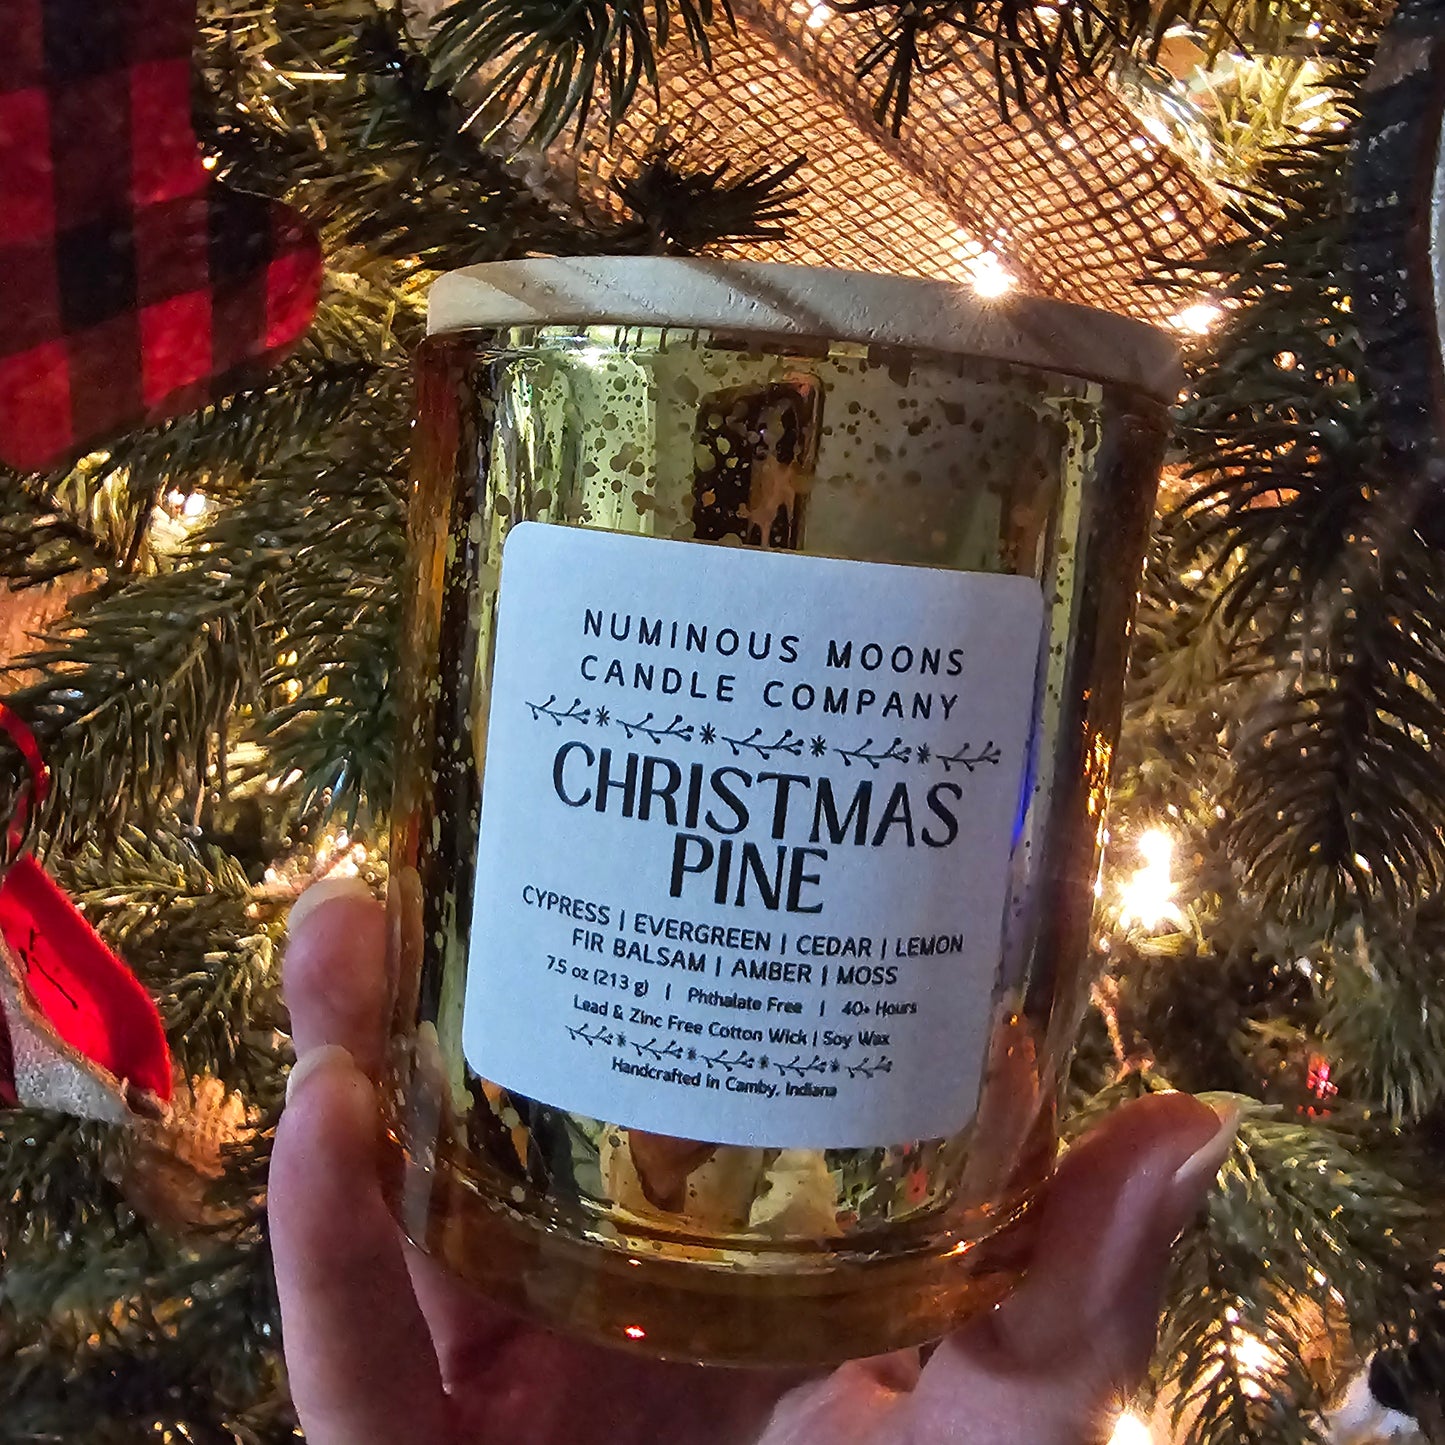 NUMINOUS MOONS
CANDLE COMPANY
CHRISTMAS
PINE
CYPRESS | EVERGREEN | CEDAR | LEMON
FIR BALSAM | AMBER | MOSS
7.5 oz (213 g) | Phthalate Free | 40+ Hours
Lead & Zinc Free Cotton Wick | Soy Wax
Handcrafted in Camby, Indiana